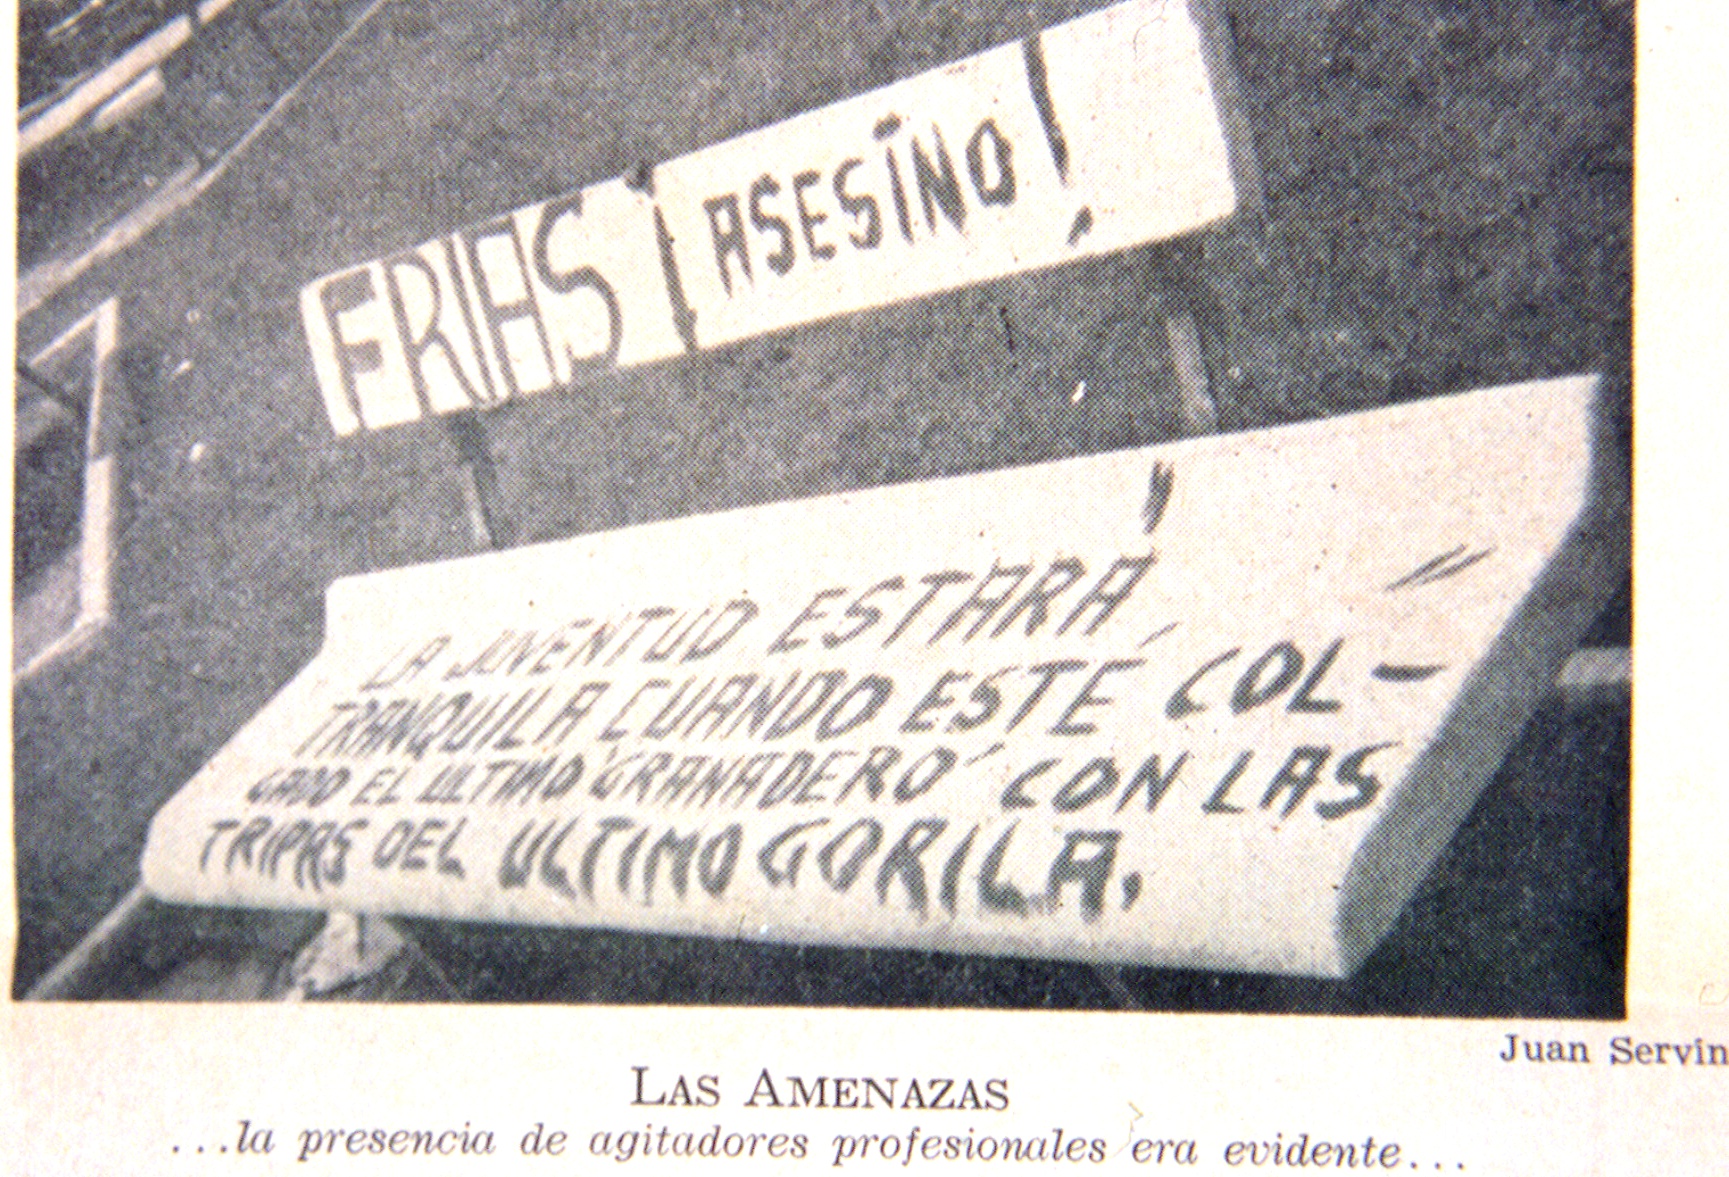 FRIAS ¡ASESINO!
LA JUVENTUD ESTARÁ,
TRANQUILA CUANDO ESTE COL-
GADO EL ULTIMO 'GRANADERO' CON LAS
TRIPAS DEL ULTIMO GORILA,
Juan Servín
LAS AMENAZAS
...la presencia de agitadores profesionales era evidente...